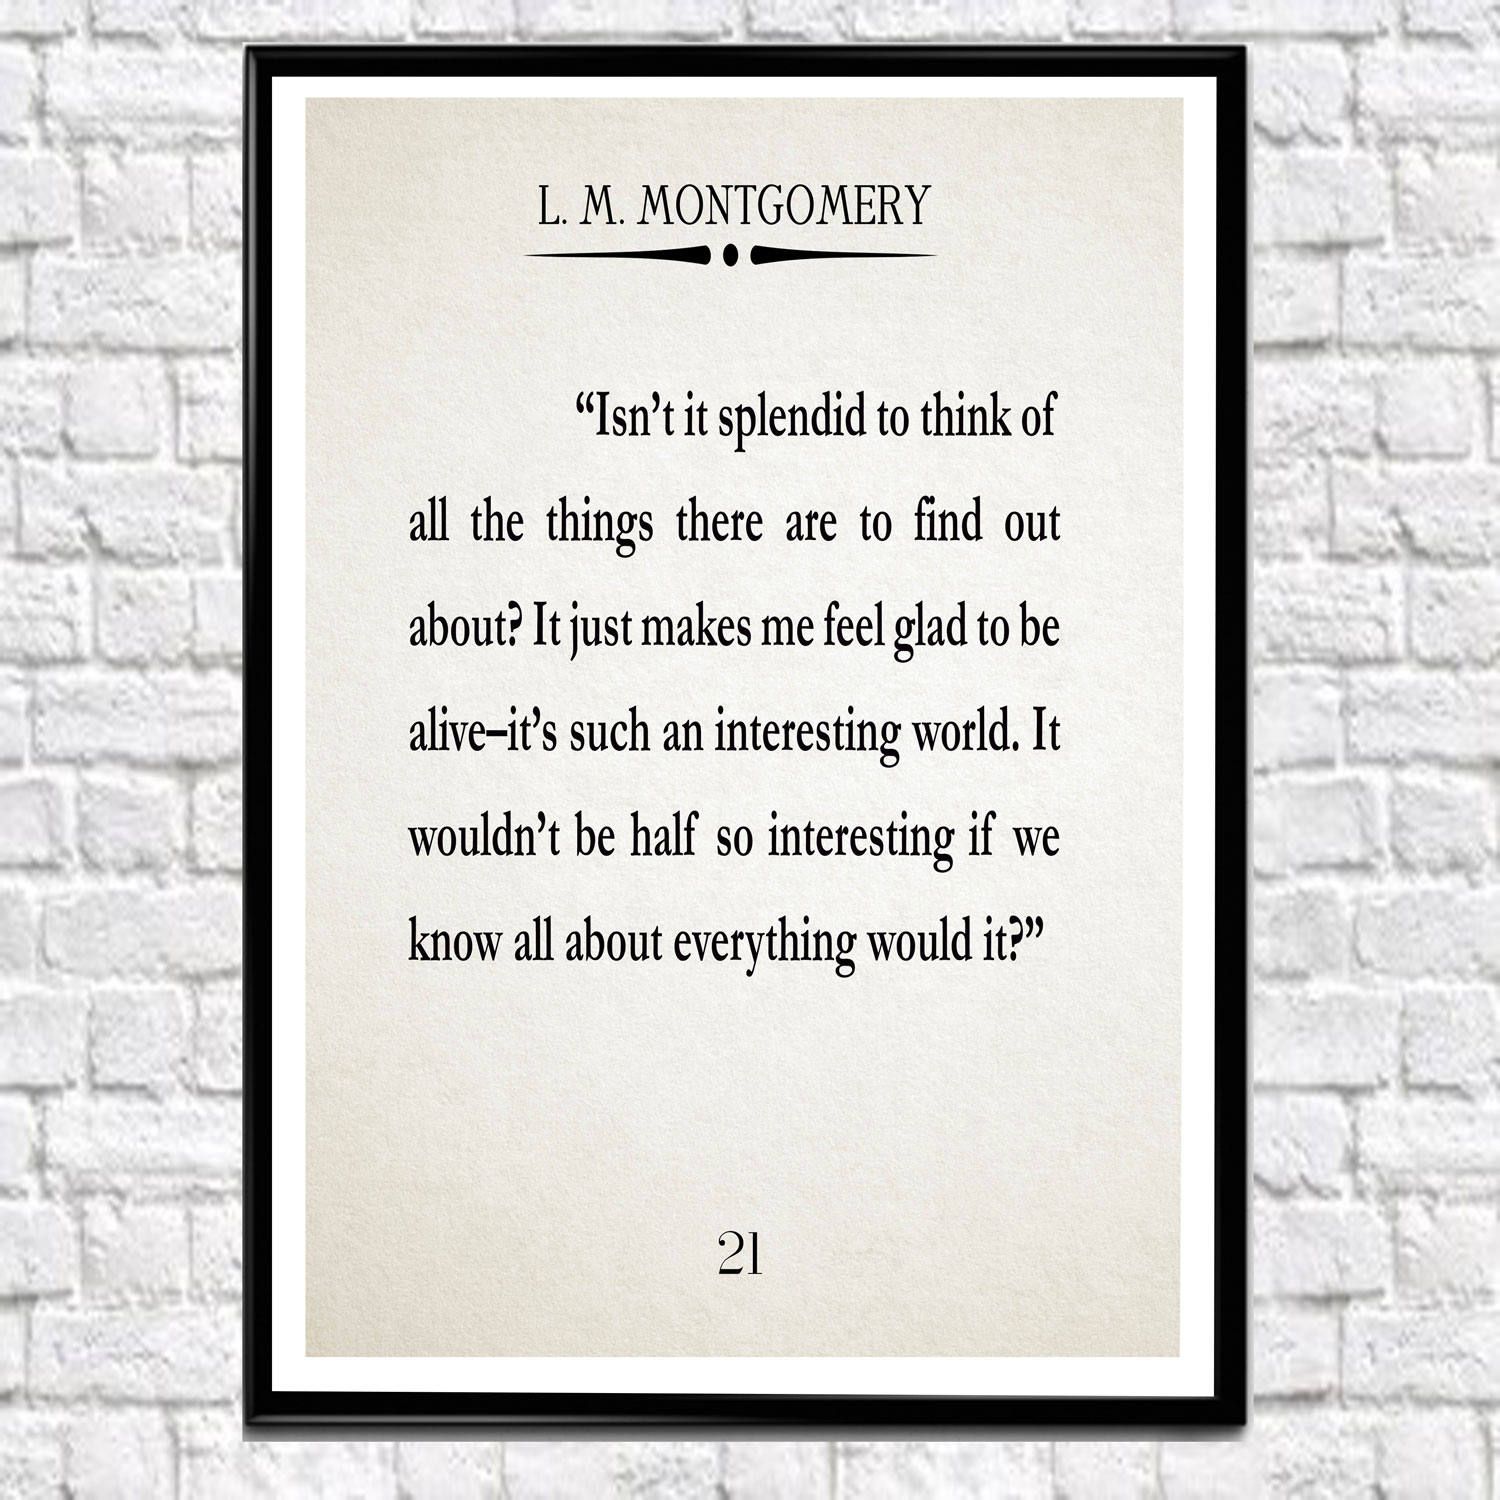 L. M. MONTGOMERY
“Isn’t it splendid to think of
all the things there are to find out
about? It just makes me feel glad to be
alive–it’s such an interesting world. It
wouldn’t be half so interesting if we
know all about everything would it?”
21